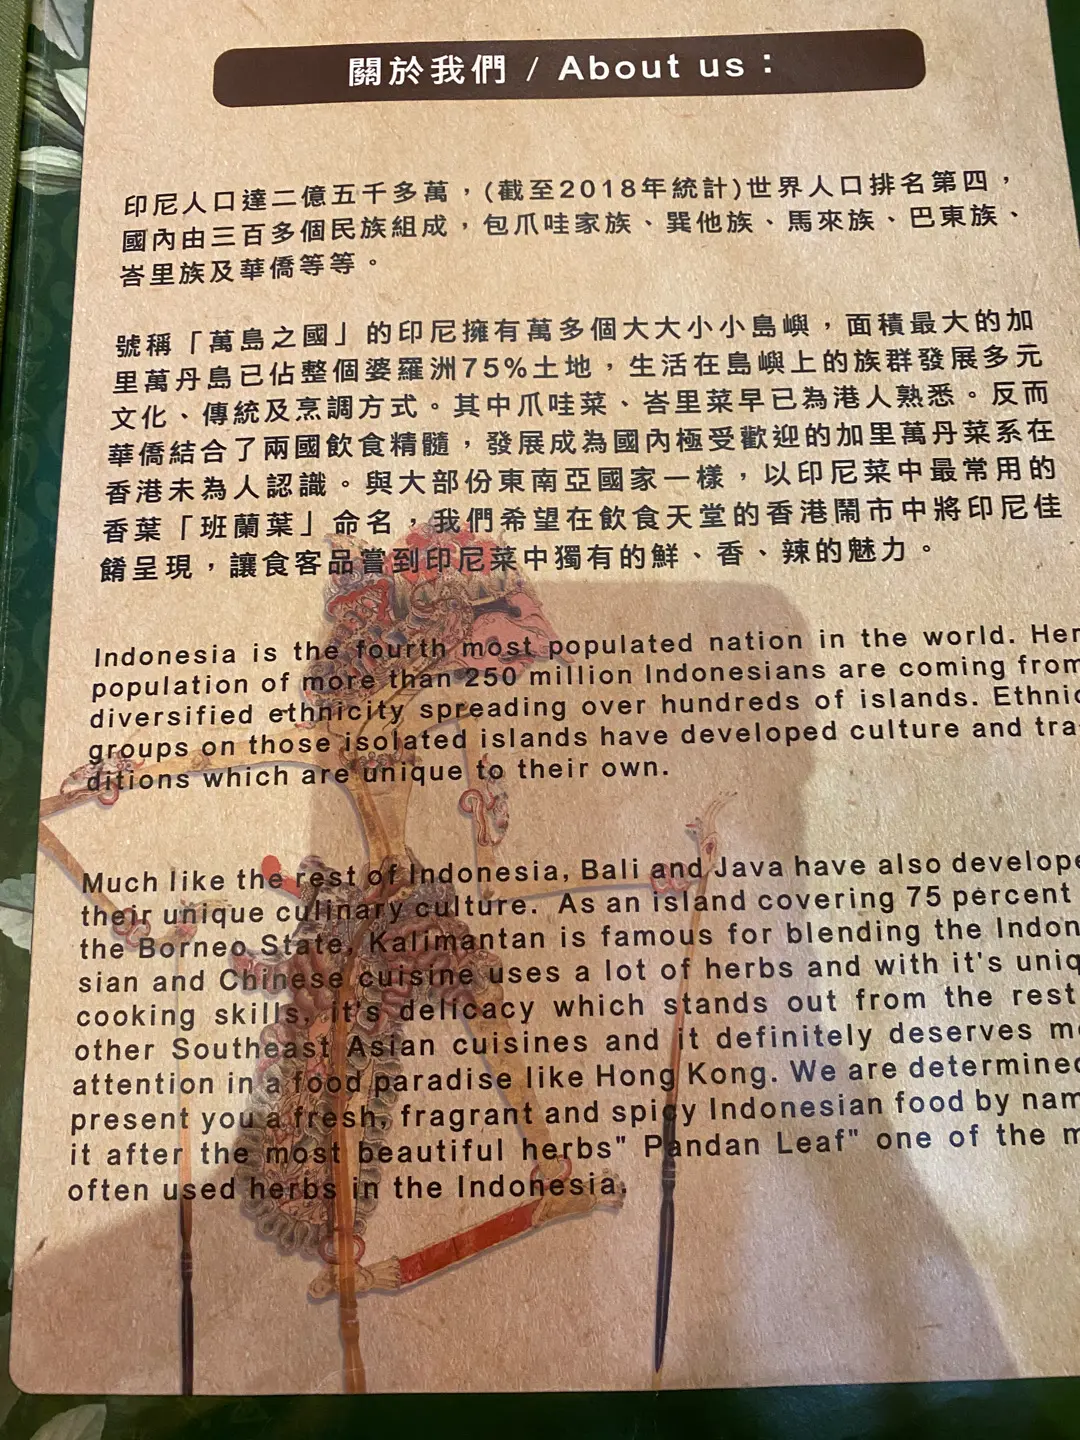 關於我們 / About us：
印尼人口達二億五千多萬，(截至2018年統計)世界人口排名第四，
國內由三百多個民族組成，包爪哇家族、巽他族、馬來族、巴東族、
峇里族及華僑等等。
號稱「萬島之國」的印尼擁有萬多個大大小小島嶼，面積最大的加
里萬丹島已佔整個婆羅洲75%土地，生活在島嶼上的族群發展多元
文化、傳統及烹調方式。其中爪哇菜、峇里菜早已為港人熟悉。反而
華僑結合了兩國飲食精髓，發展成為國內極受歡迎的加里萬丹菜系在
香港未為人認識。與大部份東南亞國家一樣，以印尼菜中最常用的
香葉「班蘭葉」命名，我們希望在飲食天堂的香港鬧市中將印尼佳
餚呈現，讓食客品嘗到印尼菜中獨有的鮮、香、辣的魅力。
Indonesia is the fourth most populated nation in the world. Her
population of more than 250 million Indonesians are coming from
diversified ethnicity spreading over hundreds of islands. Ethnic
groups on those isolated islands have developed culture and tra-
ditions which are unique to their own.
Much like the rest of Indonesia, Bali and Java have also develope
their unique culinary culture. As an island covering 75 percent
the Borneo State, Kalimantan is famous for blending the Indon
sian and Chinese cuisine uses a lot of herbs and with it's uniq
cooking skills, it's delicacy which stands out from the rest
other Southeast Asian cuisines and it definitely deserves mo
attention in a food paradise like Hong Kong. We are determined
present you a fresh, fragrant and spicy Indonesian food by nam
it after the most beautiful herbs" Pandan Leaf" one of the m
often used herbs in the Indonesia.